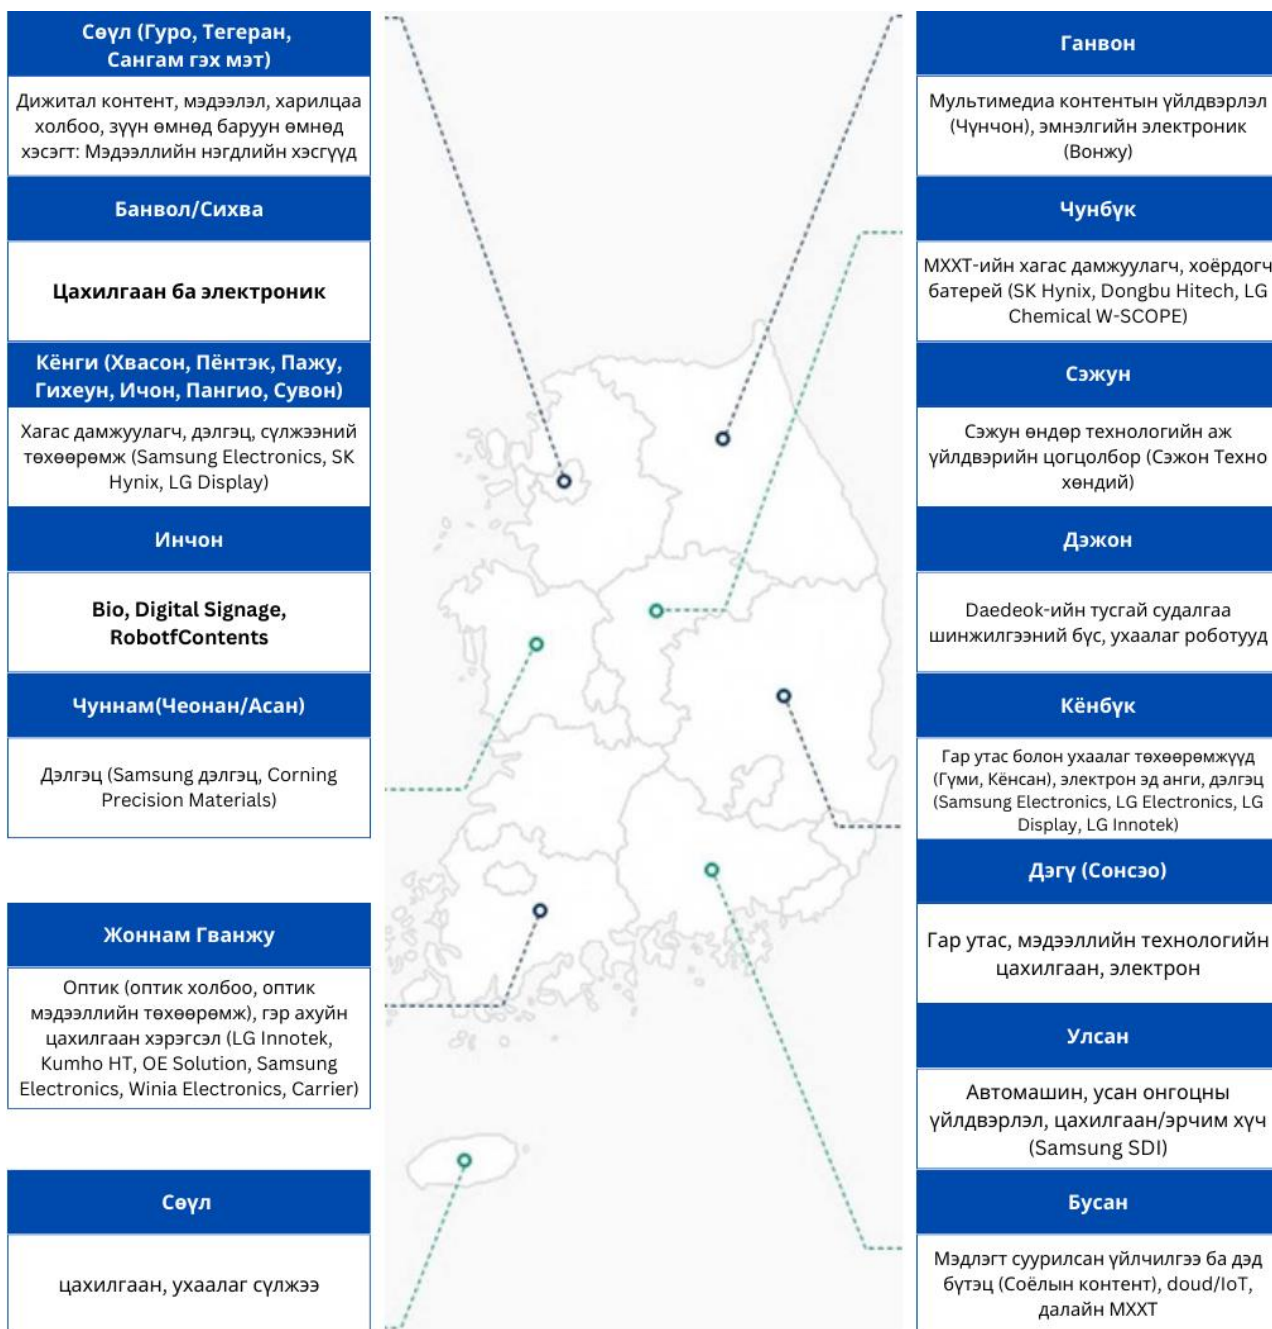 Сөүл (Гуро, Тегеран,
Сангам гэх мэт)
Дижитал контент, мэдээлэл, харилцаа
холбоо, зүүн өмнөд баруун өмнөд
хэсэгт: Мэдээллийн нэгдлийн хэсгүүд
Банвол/Сихва
Цахилгаан ба электроник
Кёнги (Хвасон, Пёнтэк, Пажу,
Гихеун, Ичон, Пангио, Сувон)
Хагас дамжуулагч, дэлгэц, сүлжээний
төхөөрөмж (Samsung Electronics, SK
Hynix, LG Display)
Инчон
Bio, Digital Signage,
RobotfContents
Чуннам(Чеонан/Асан)
Дэлгэц (Samsung дэлгэц, Corning
Precision Materials)
Жоннам Гванжу
Оптик (оптик холбоо, оптик
мэдээллийн төхөөрөмж), гэр ахуйн
цахилгаан хэрэгсэл (LG Innotek,
Kumho HT, OE Solution, Samsung
Electronics, Winia Electronics, Carrier)
Сөүл
цахилгаан, ухаалаг сүлжээ
Ганвон
Мультимедиа контентын үйлдвэрлэл
(Чүнчон), эмнэлгийн электроник
(Вонжу)
Чунбүк
МХХТ-ийн хагас дамжуулагч, хоёрдогч
батерей (SK Hynix, Dongbu Hitech, LG
Chemical W-SCOPE)
Сэжун
Сэжун өндөр технологийн аж
үйлдвэрийн цогцолбор (Сэжон Техно
хөндий)
Дэжон
Daedeok-ийн тусгай судалгаа
шинжилгээний бүс, ухаалаг роботууд
Кёнбүк
Гар утас болон ухаалаг төхөөрөмжүүд
(Гүми, Кёнсан), электрон эд анги, дэлгэц
(Samsung Electronics, LG Electronics, LG
Display, LG Innotek)
Дэгү (Сонсэо)
Гар утас, мэдээллийн технологийн
цахилгаан, электрон
Улсан
Автомашин, усан онгоцны
үйлдвэрлэл, цахилгаан/эрчим хүч
(Samsung SDI)
Бусан
Мэдлэгт суурилсан үйлчилгээ ба дэд
бүтэц (Соёлын контент), doud/IoT,
далайн МХХТ